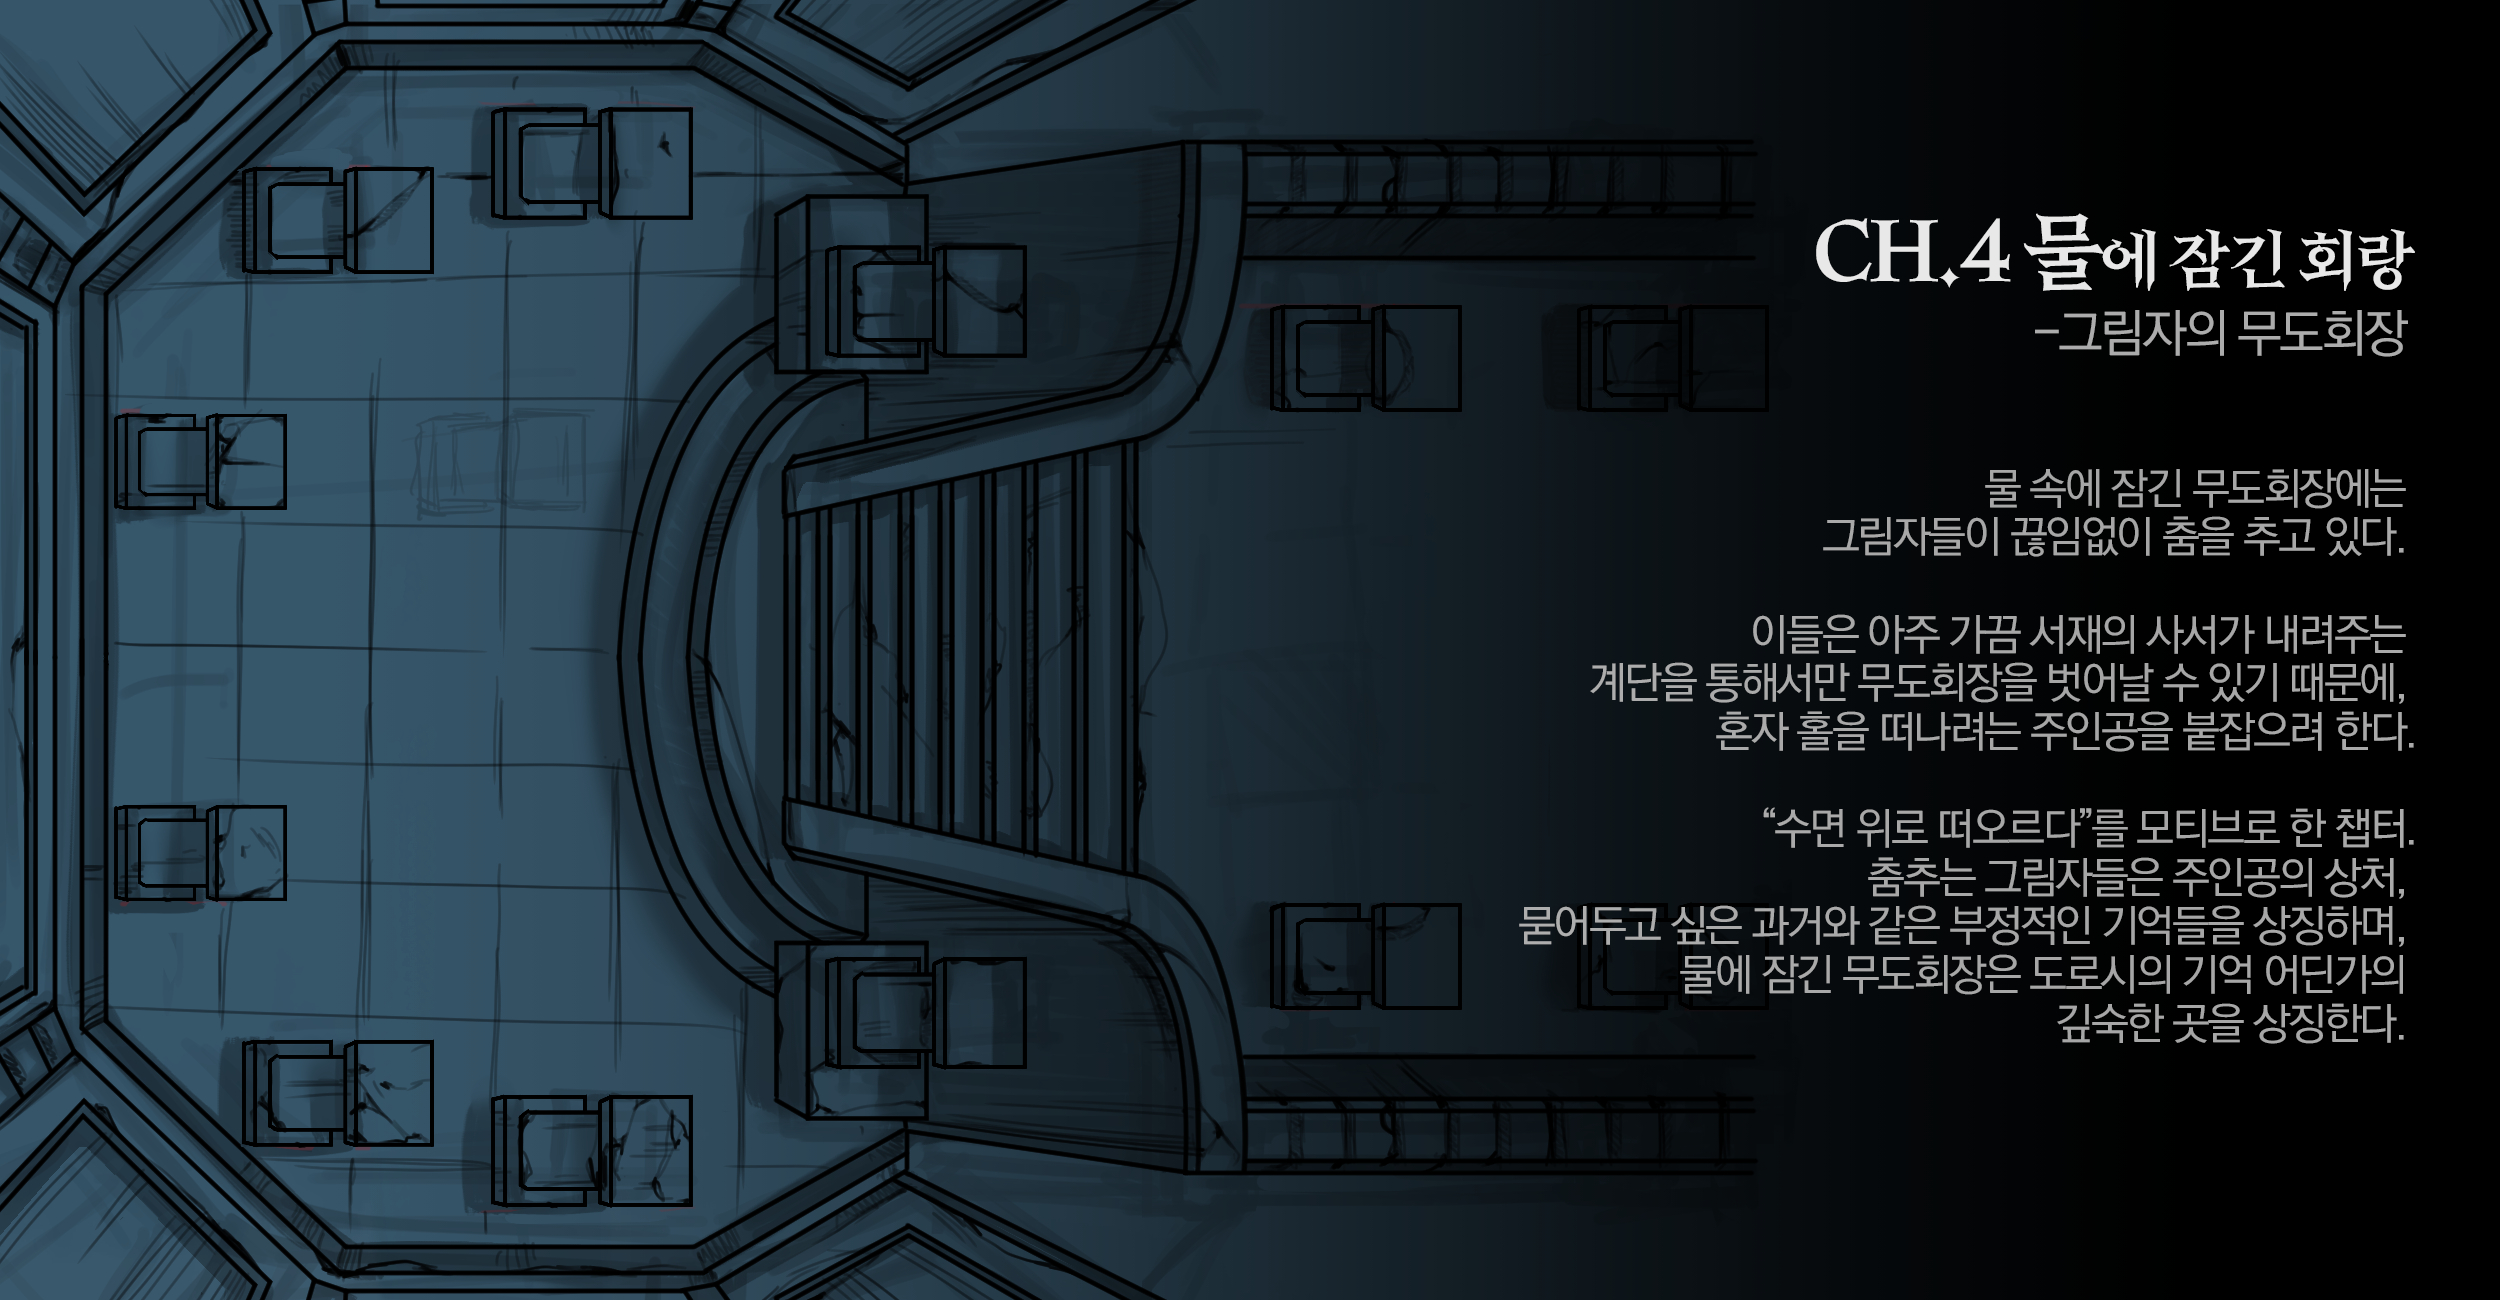 CH.4 물에 잠긴 회랑
-그림자의 무도회장
물 속에 잠긴 무도회장에는
그림자들이 끊임없이 춤을 추고 있다.
이들은 아주 가끔 서재의 사서가 내려주는
계단을 통해서만 무도회장을 벗어날 수 있기 때문에,
혼자 홀을 떠나려는 주인공을 붙잡으려 한다.
“수면 위로 떠오르다”를 모티브로 한 챕터.
춤추는 그림자들은 주인공의 상처,
묻어두고 싶은 과거와 같은 부정적인 기억들을 상징하며,
물에 잠긴 무도회장은 도로시의 기억 어딘가의
깊숙한 곳을 상징한다.